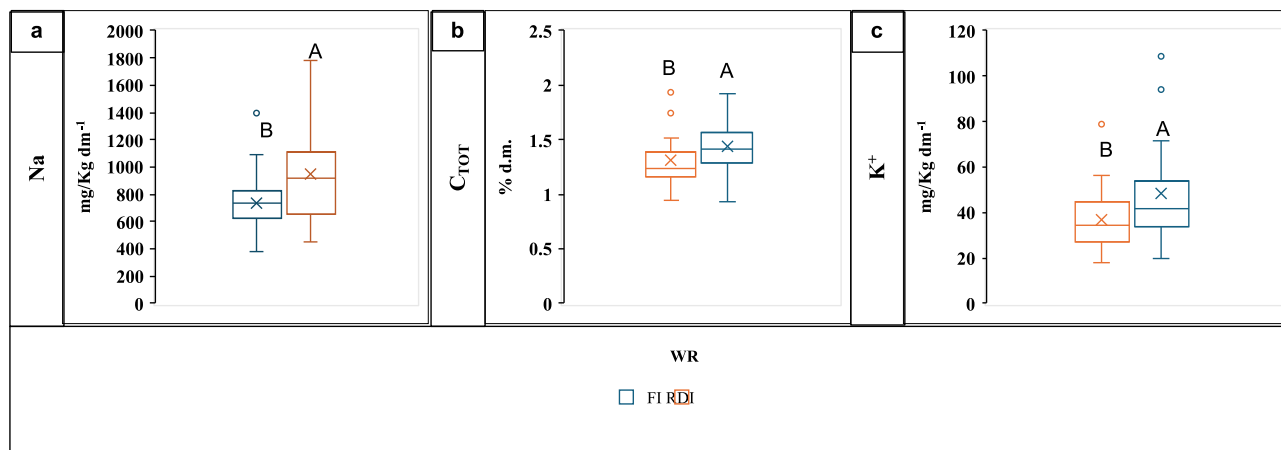 a
Na
mg/Kg dm⁻¹
2000
1800
1600
1400
1200
1000
800
600
400
200
0
B
A
b
C_TOT
% d.m.
2.5
2
1.5
1
0.5
0
B
A
c
K⁺
mg/Kg dm⁻¹
120
100
80
60
40
20
0
B
A
WR
FI RDI